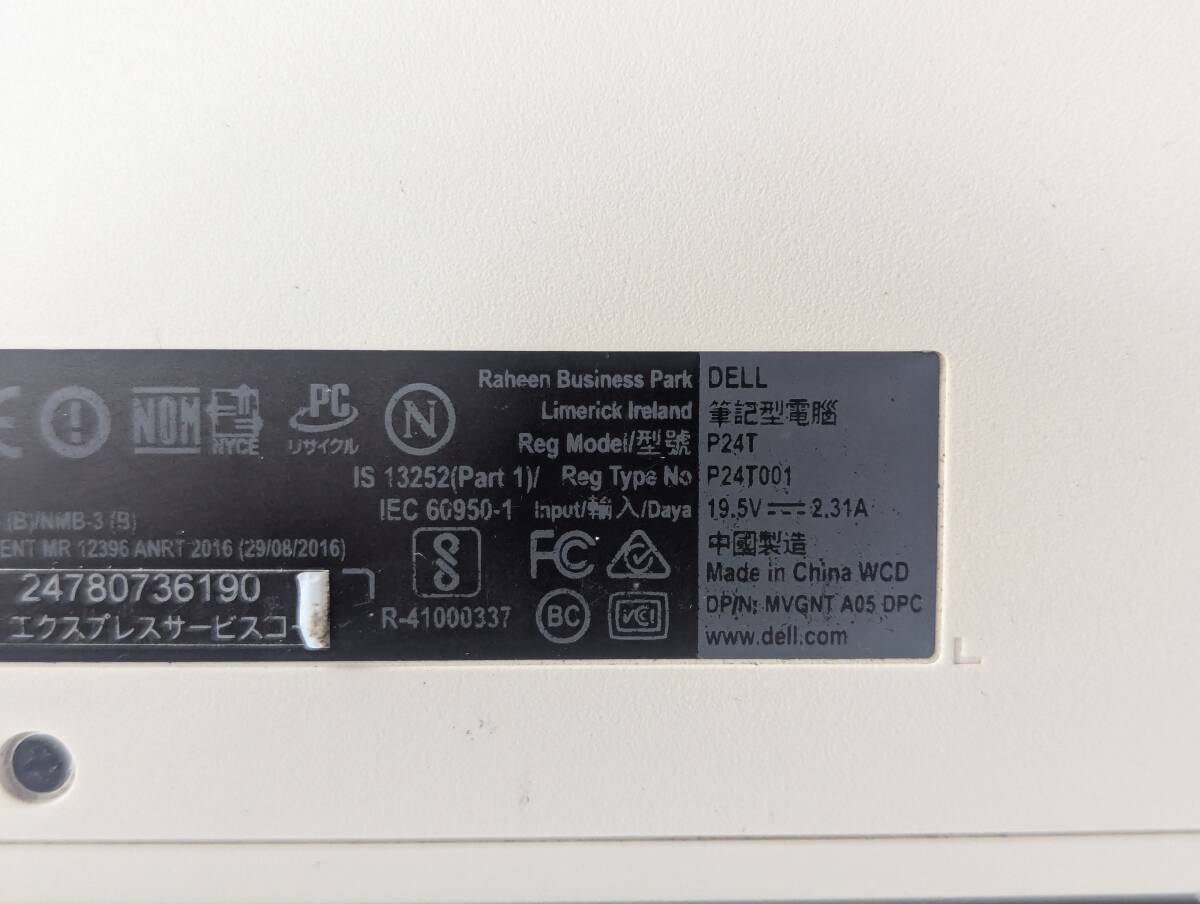 Raheen Business Park DELL
Limerick Ireland 筆記型電腦
Reg Model/型號 P24T
IS 13252(Part 1)/ Reg Type No P24T001
IEC 60950-1 Input/輸入/Daya 19.5V 2.31A
CE NOM NYCE PC リサイクル N
(B)/NMB-3 (B)
ENT MR 12396 ANRT 2016 (29/08/2016)
24780736190
エクスプレスサービスコー
R-41000337
FC
BC
VCCI
中國製造
Made in China WCD
DP/N: MVGNT A05 DPC
www.dell.com